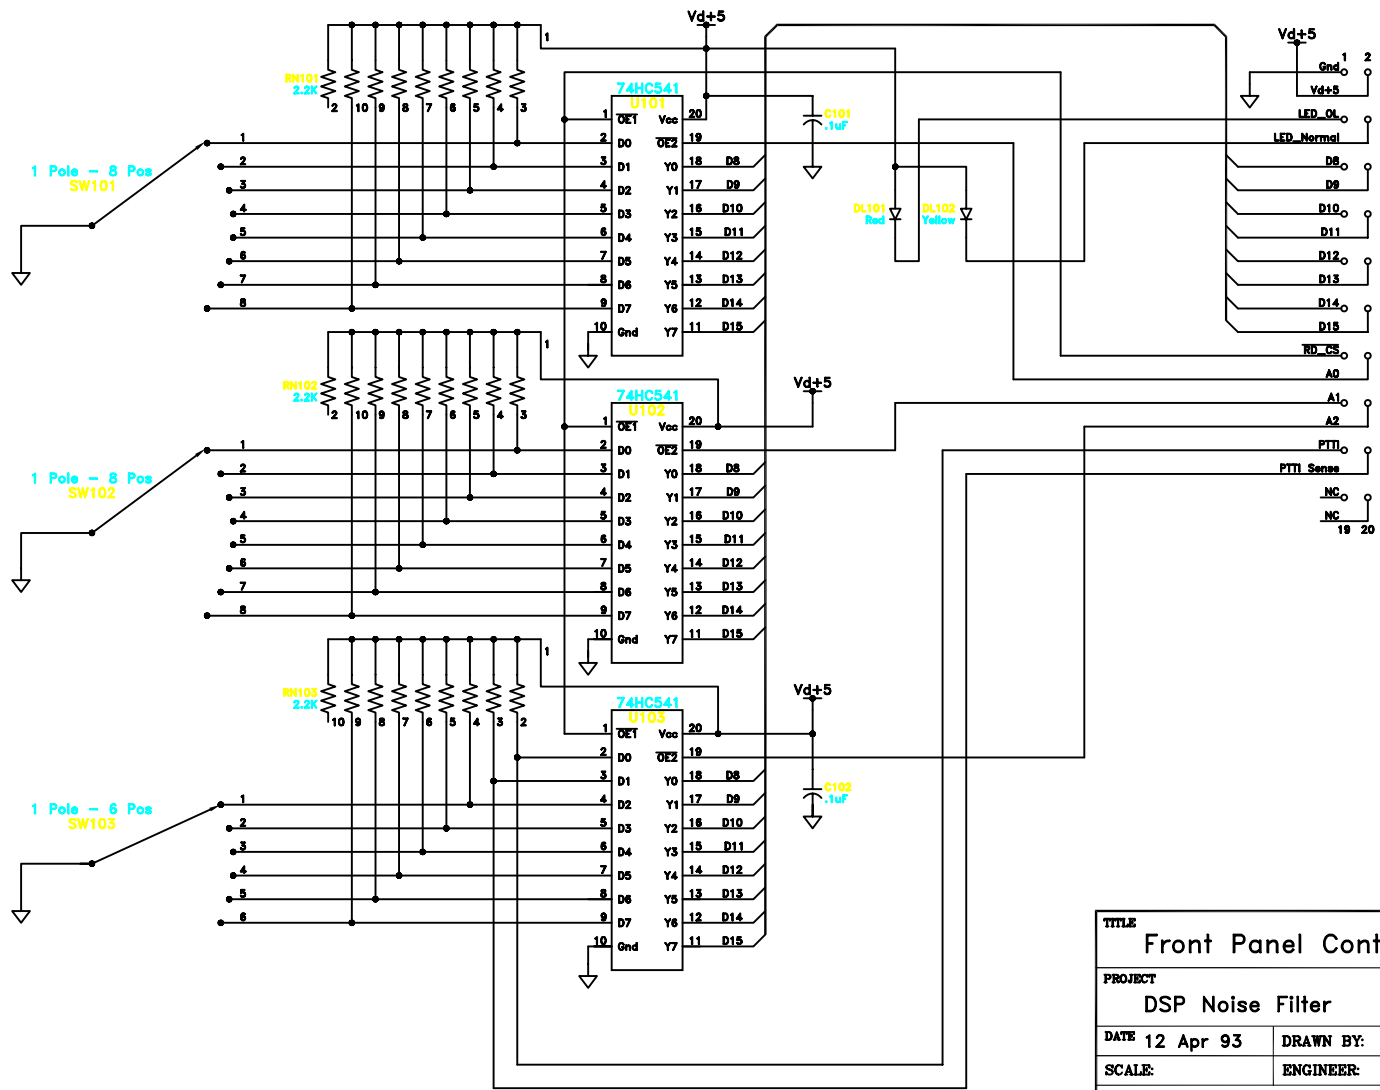 Vd+5
Vd+5
1
1 2
RN101
2.2K
2 10 9 8 7 6 5 4 3
74HC541
U101
C101
.1uF
Gnd
Vd+5
LED_OL
LED_Normal
D8
D9
D10
D11
D12
D13
D14
D15
RD_CS
A0
A1
A2
PTTI
PTTI Sense
NC
NC
19 20
1 Pole - 8 Pos
SW101
1
2
3
4
5
6
7
8
1 OE1 Vcc 20
2 D0 OE2 19
3 D1 Y0 18 D8
4 D2 Y1 17 D9
5 D3 Y2 16 D10
6 D4 Y3 15 D11
7 D5 Y4 14 D12
8 D6 Y5 13 D13
9 D7 Y6 12 D14
10 Gnd Y7 11 D15
DL101
Red
DL102
Yellow
1
RN102
2.2K
2 10 9 8 7 6 5 4 3
Vd+5
74HC541
U102
1 Pole - 8 Pos
SW102
1
2
3
4
5
6
7
8
1 OE1 Vcc 20
2 D0 OE2 19
3 D1 Y0 18 D8
4 D2 Y1 17 D9
5 D3 Y2 16 D10
6 D4 Y3 15 D11
7 D5 Y4 14 D12
8 D6 Y5 13 D13
9 D7 Y6 12 D14
10 Gnd Y7 11 D15
1
RN103
2.2K
10 9 8 7 6 5 4 3 2
Vd+5
74HC541
U103
C102
.1uF
1 Pole - 6 Pos
SW103
1
2
3
4
5
6
1 OE1 Vcc 20
2 D0 OE2 19
3 D1 Y0 18 D8
4 D2 Y1 17 D9
5 D3 Y2 16 D10
6 D4 Y3 15 D11
7 D5 Y4 14 D12
8 D6 Y5 13 D13
9 D7 Y6 12 D14
10 Gnd Y7 11 D15
TITLE
Front Panel Cont
PROJECT
DSP Noise Filter
DATE 12 Apr 93 DRAWN BY:
SCALE: ENGINEER: